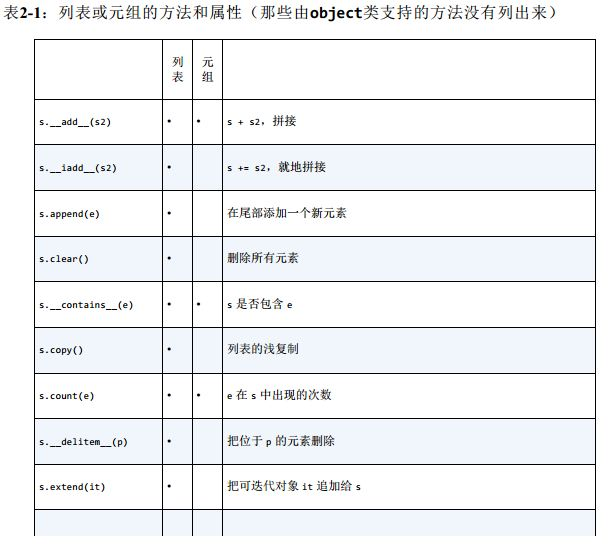 表2-1：列表或元组的方法和属性（那些由object类支持的方法没有列出来）
列表 元组
s.__add__(s2) • • s + s2，拼接
s.__iadd__(s2) • s += s2，就地拼接
s.append(e) • 在尾部添加一个新元素
s.clear() • 删除所有元素
s.__contains__(e) • • s 是否包含 e
s.copy() • 列表的浅复制
s.count(e) • • e 在 s 中出现的次数
s.__delitem__(p) • 把位于 p 的元素删除
s.extend(it) • 把可迭代对象 it 追加给 s